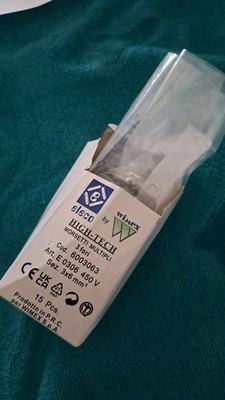 elsco by wimex
HIGH-TECH
MORSETTI MULTIPLI
3 fori
Cod. 6003063
Art. E 0306 450 V
Sez. 3x6 mm²
CE UK CA
15 Pcs.
Prodotto in P.R.C.
per WIMEX S.p.A.